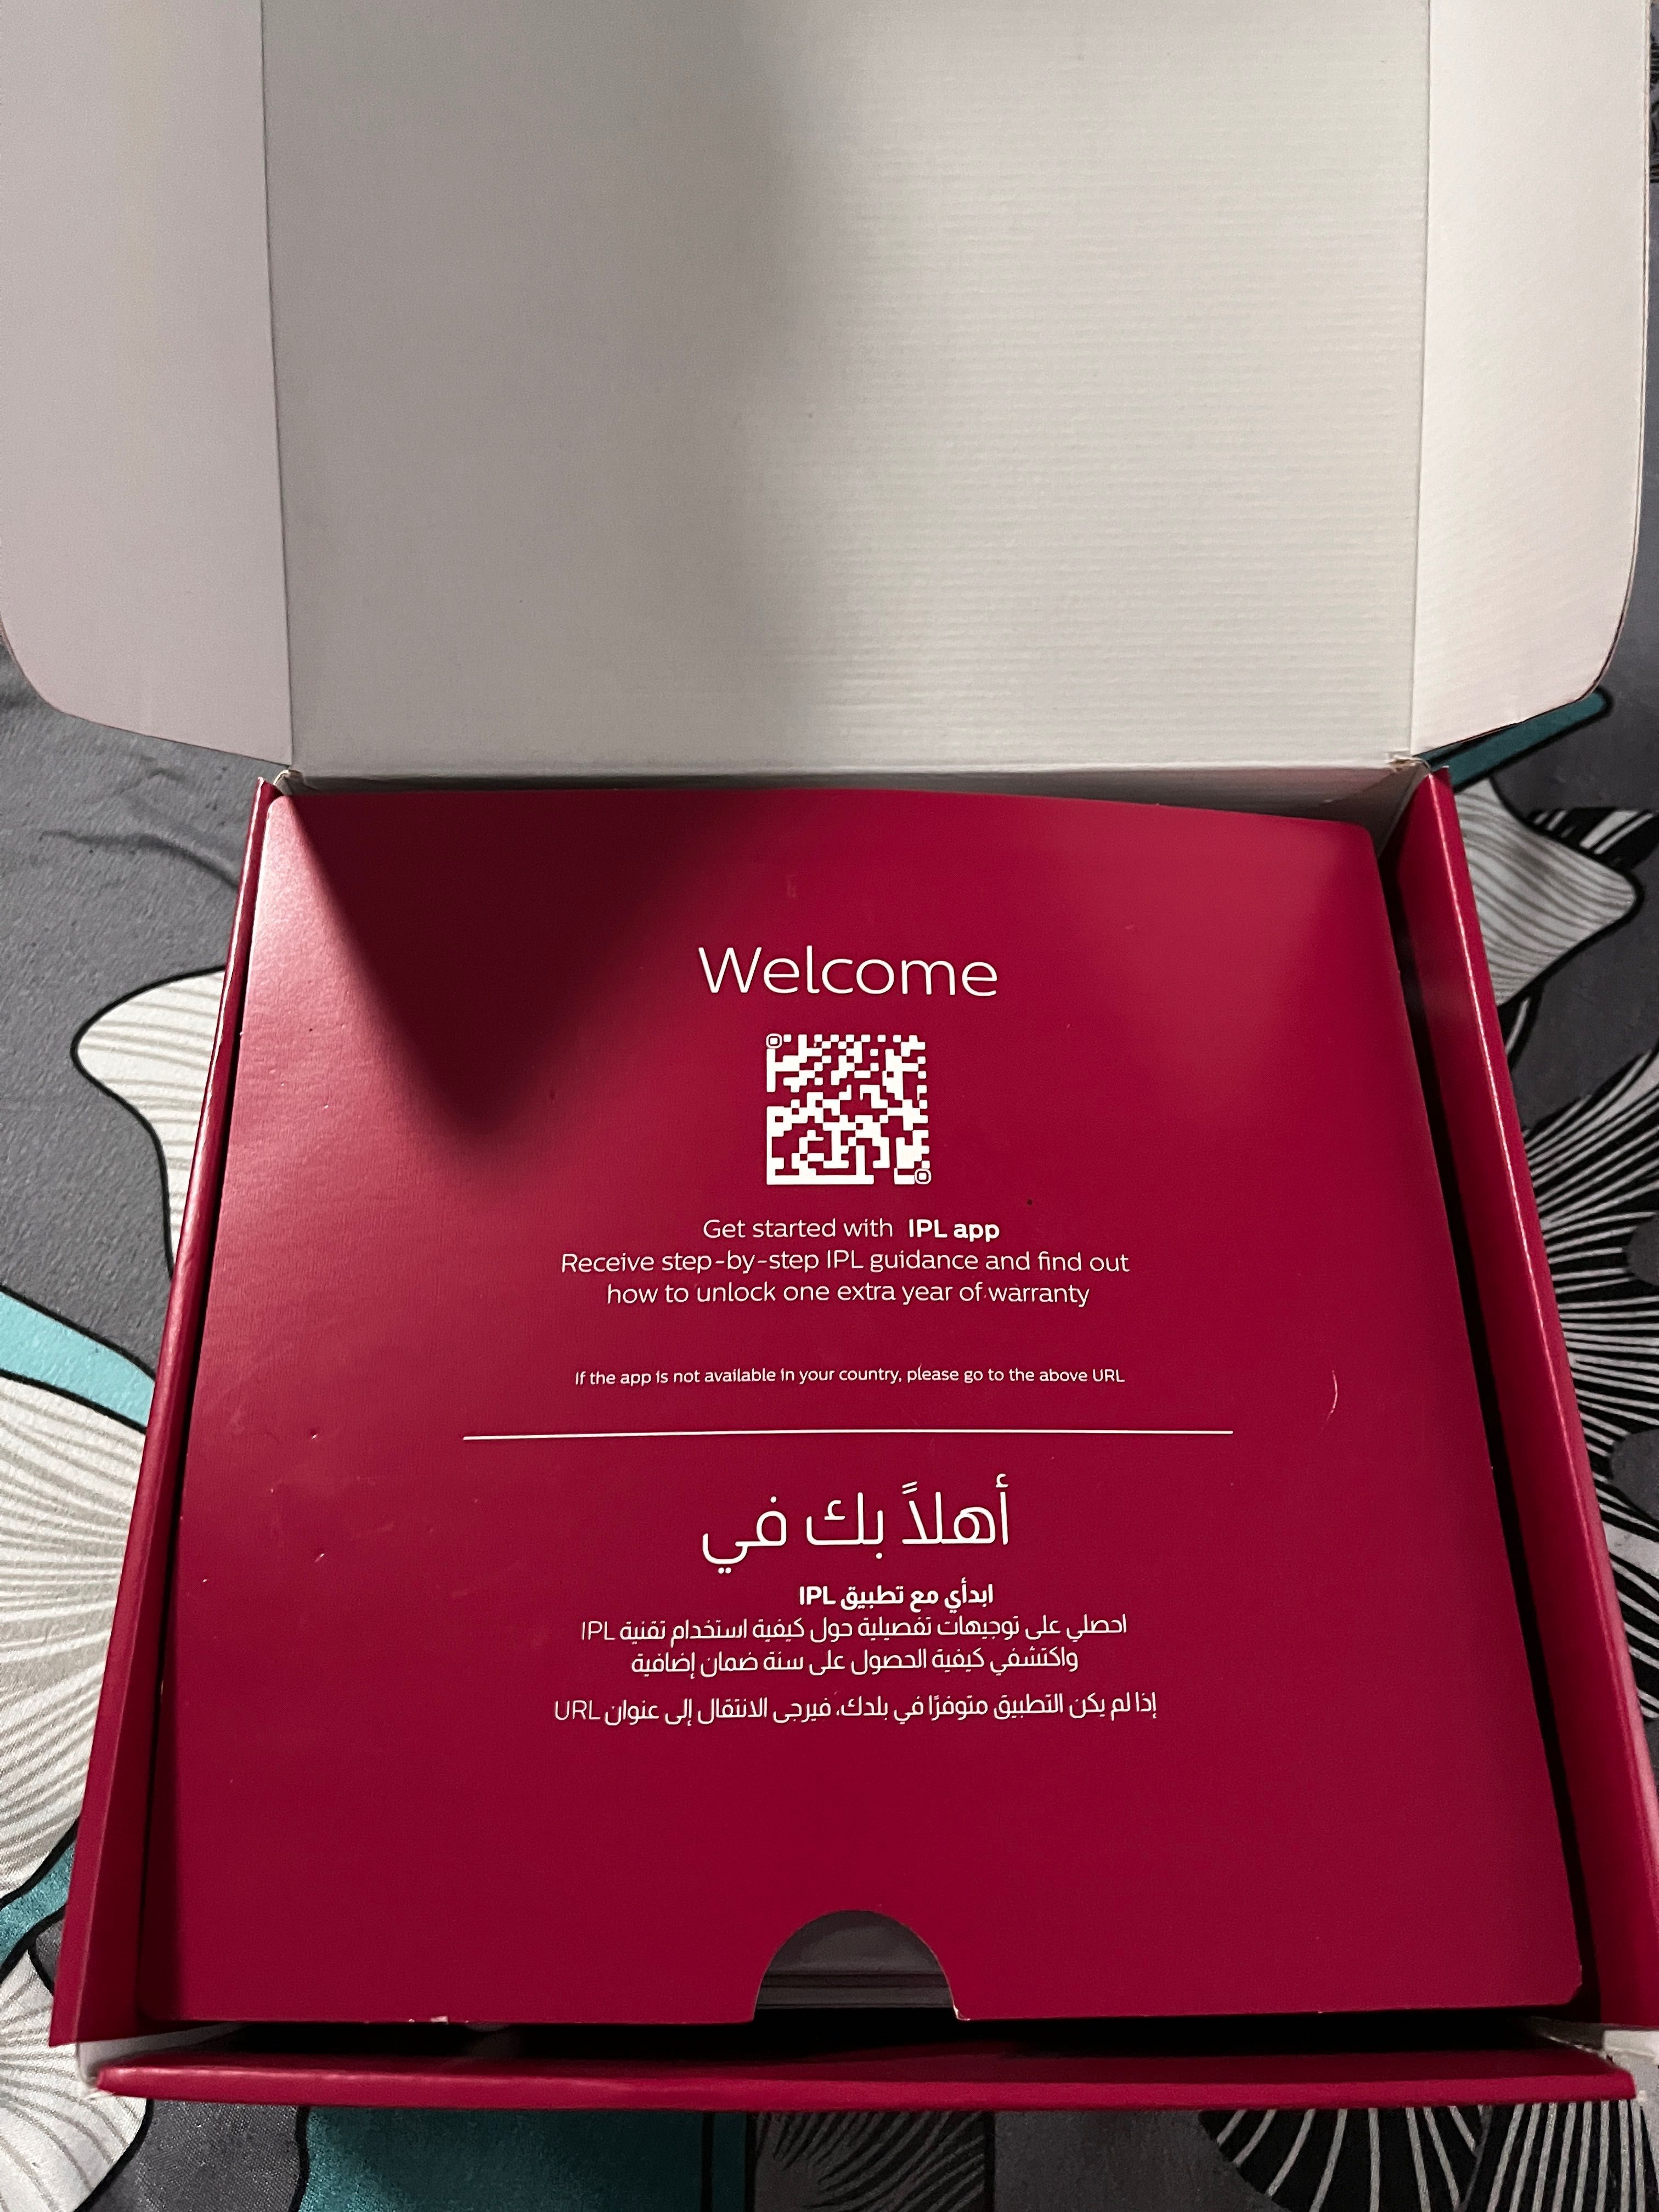 Welcome
Get started with IPL app
Receive step-by-step IPL guidance and find out
how to unlock one extra year of warranty
If the app is not available in your country, please go to the above URL
أهلاً بك في
ابدأي مع تطبيق IPL
احصلي على توجيهات تفصيلية حول كيفية استخدام تقنية IPL
واكتشفي كيفية الحصول على سنة ضمان إضافية
إذا لم يكن التطبيق متوفرًا في بلدك، فيرجى الانتقال إلى عنوان URL